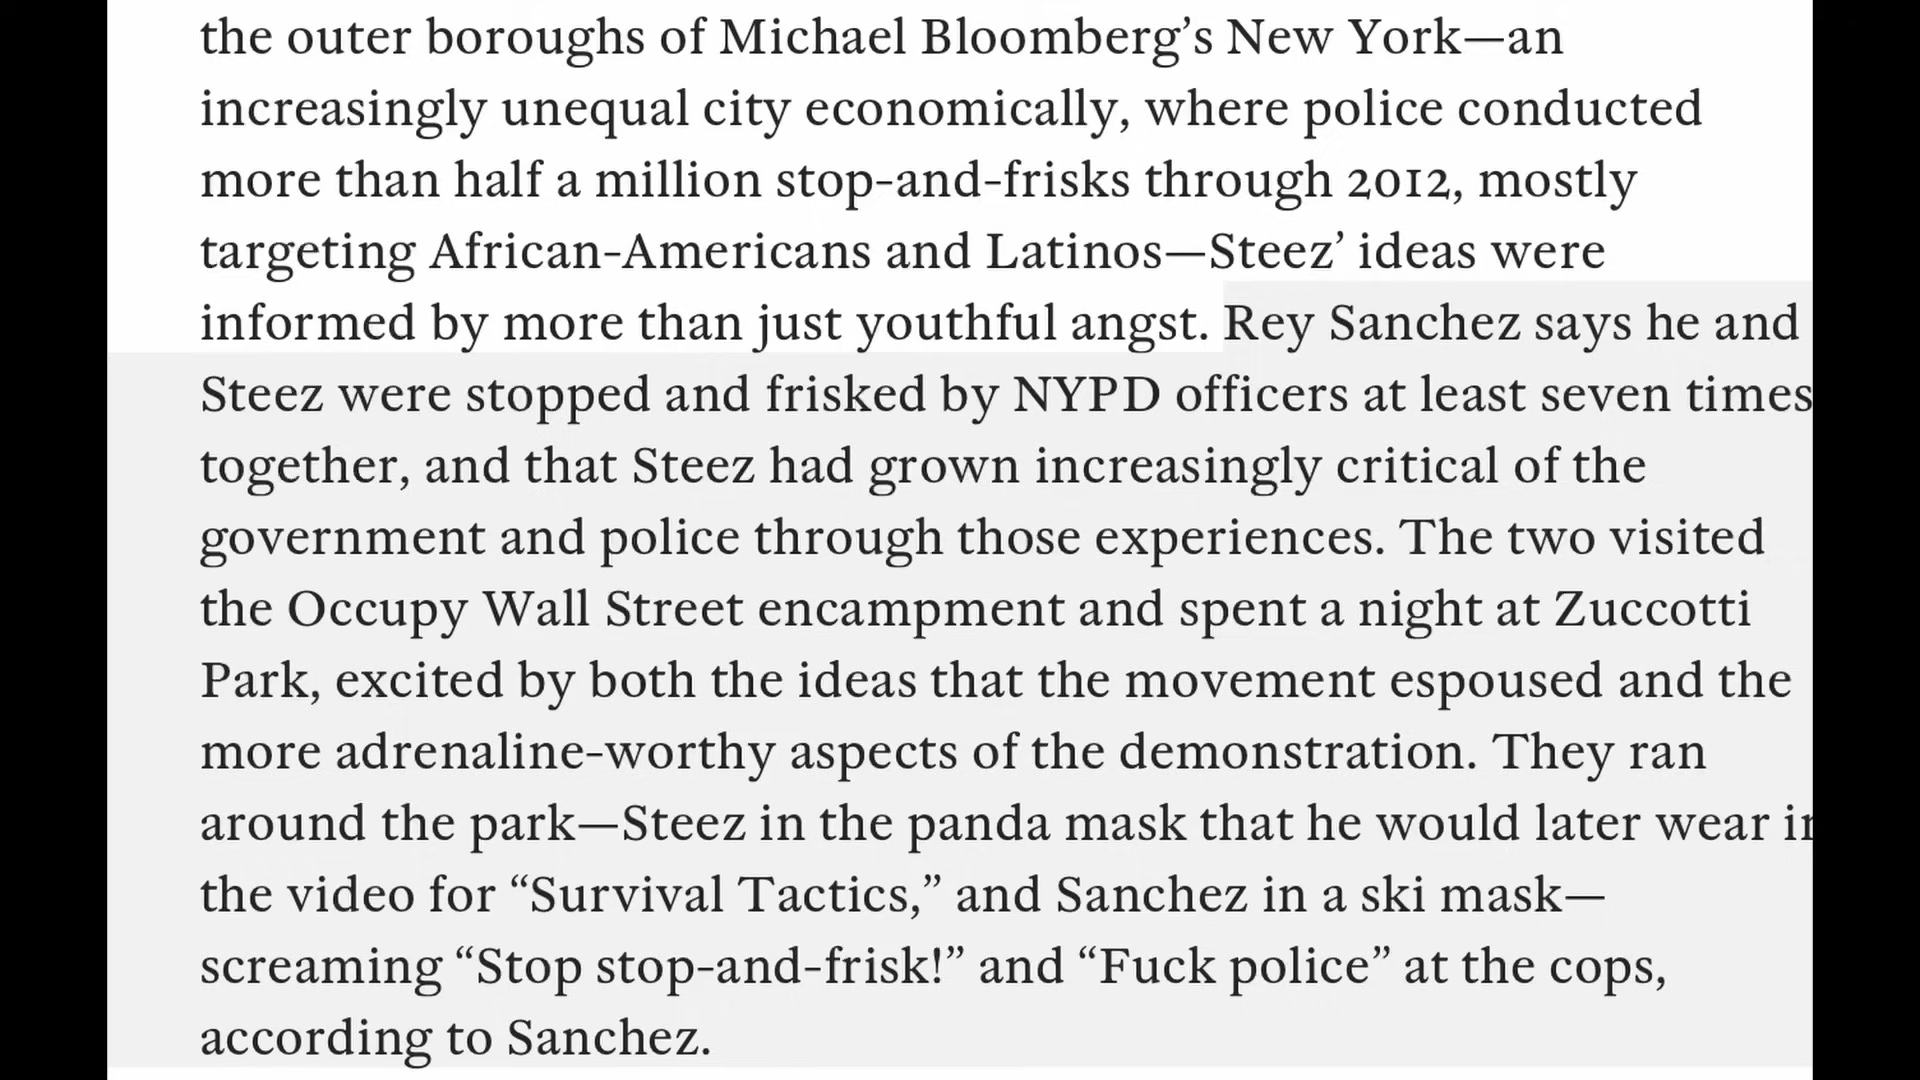 the outer boroughs of Michael Bloomberg’s New York—an
increasingly unequal city economically, where police conducted
more than half a million stop-and-frisks through 2012, mostly
targeting African-Americans and Latinos—Steez’ ideas were
informed by more than just youthful angst. Rey Sanchez says he and
Steez were stopped and frisked by NYPD officers at least seven times
together, and that Steez had grown increasingly critical of the
government and police through those experiences. The two visited
the Occupy Wall Street encampment and spent a night at Zuccotti
Park, excited by both the ideas that the movement espoused and the
more adrenaline-worthy aspects of the demonstration. They ran
around the park—Steez in the panda mask that he would later wear in
the video for “Survival Tactics,” and Sanchez in a ski mask—
screaming “Stop stop-and-frisk!” and “Fuck police” at the cops,
according to Sanchez.